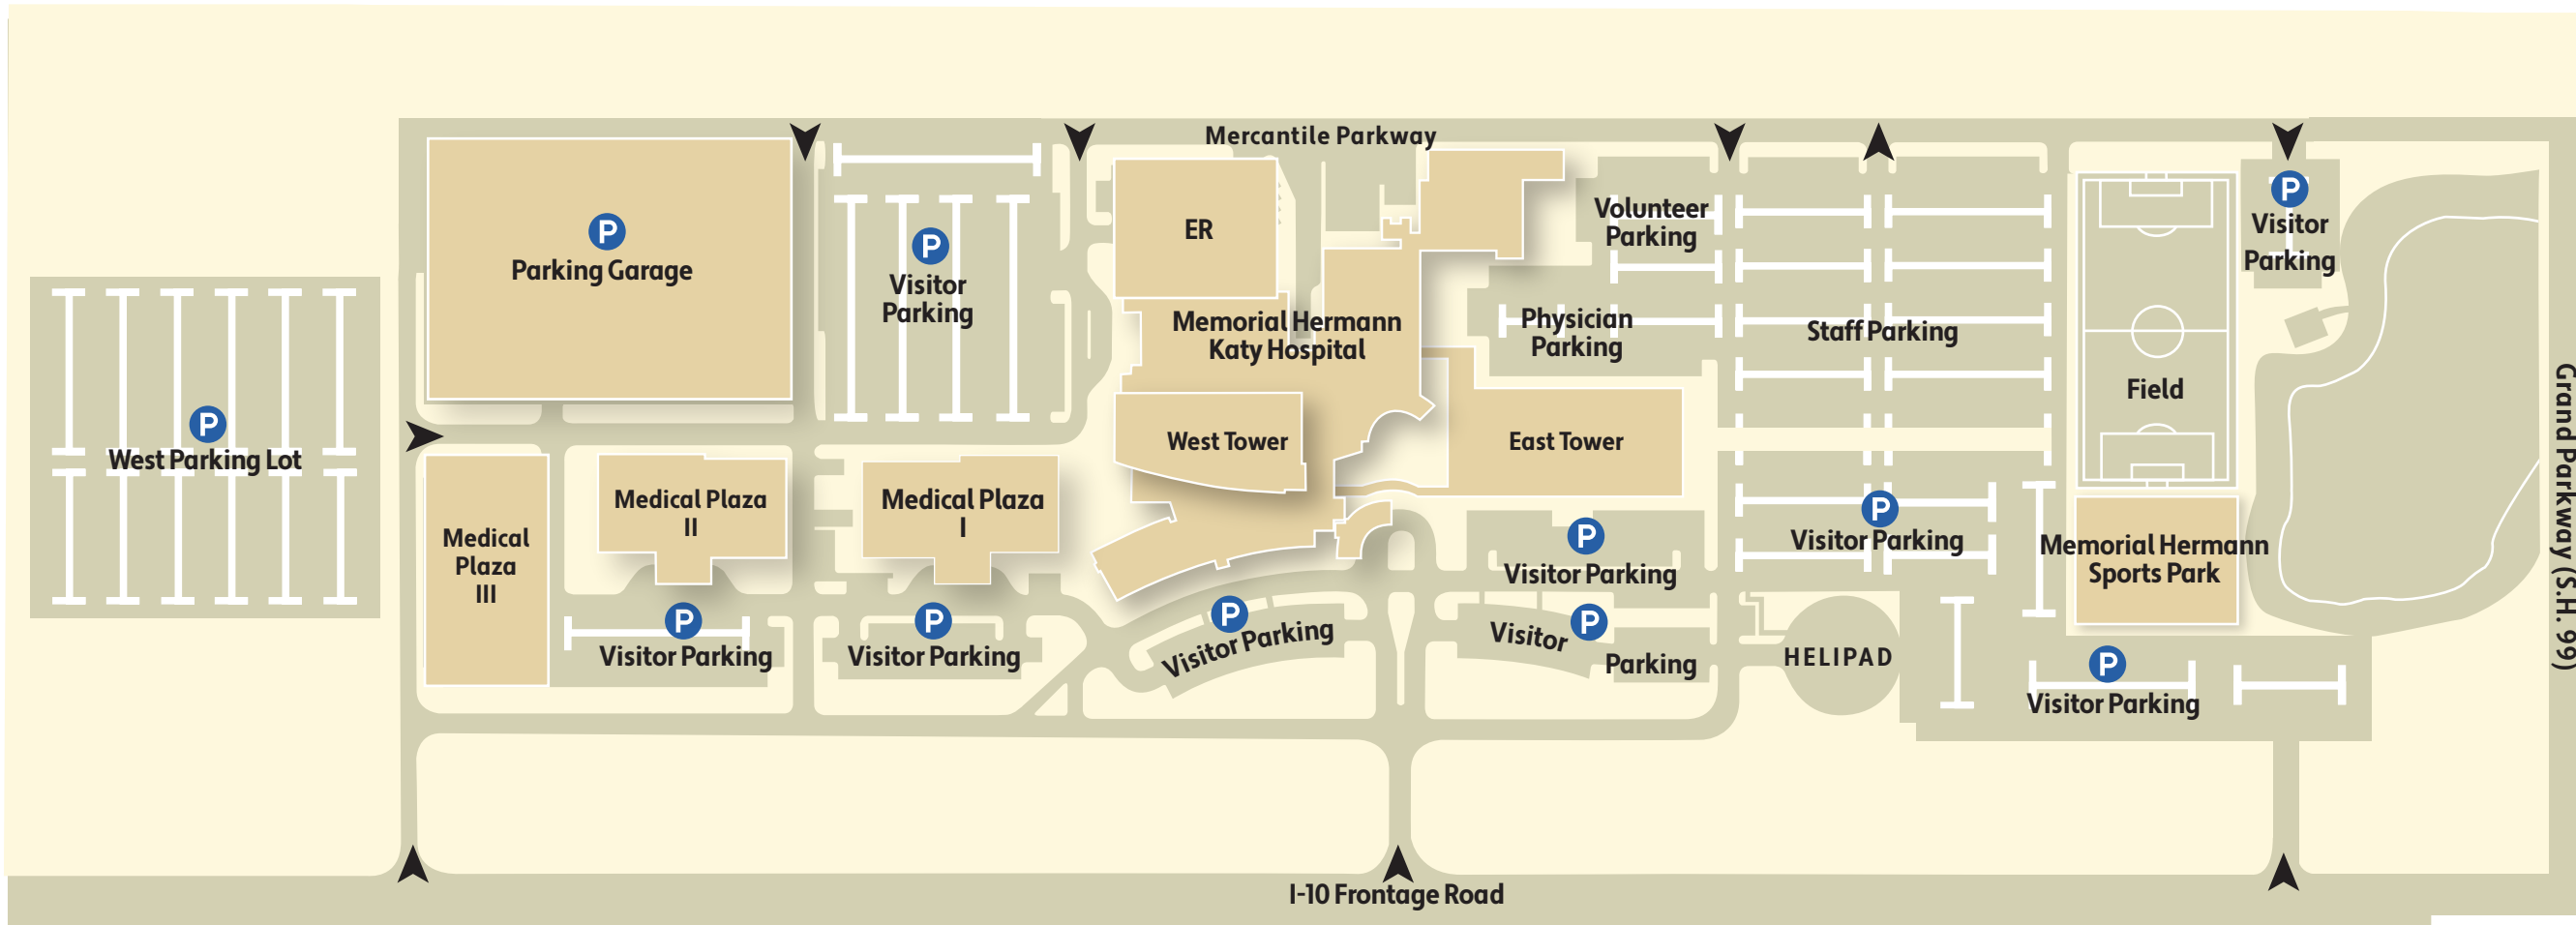 Mercantile Parkway
P
Parking Garage
P
Visitor
Parking
ER
Volunteer
Parking
P
Visitor
Parking
Memorial Hermann
Katy Hospital
Physician
Parking
Staff Parking
Field
Grand Parkway (S.H. 99)
P
West Parking Lot
West Tower
East Tower
Medical
Plaza
III
Medical Plaza
II
Medical Plaza
I
P
Visitor Parking
P
Visitor Parking
Memorial Hermann
Sports Park
P
Visitor Parking
P
Visitor Parking
P
Visitor Parking
P
Visitor
Parking
HELIPAD
P
Visitor Parking
I-10 Frontage Road